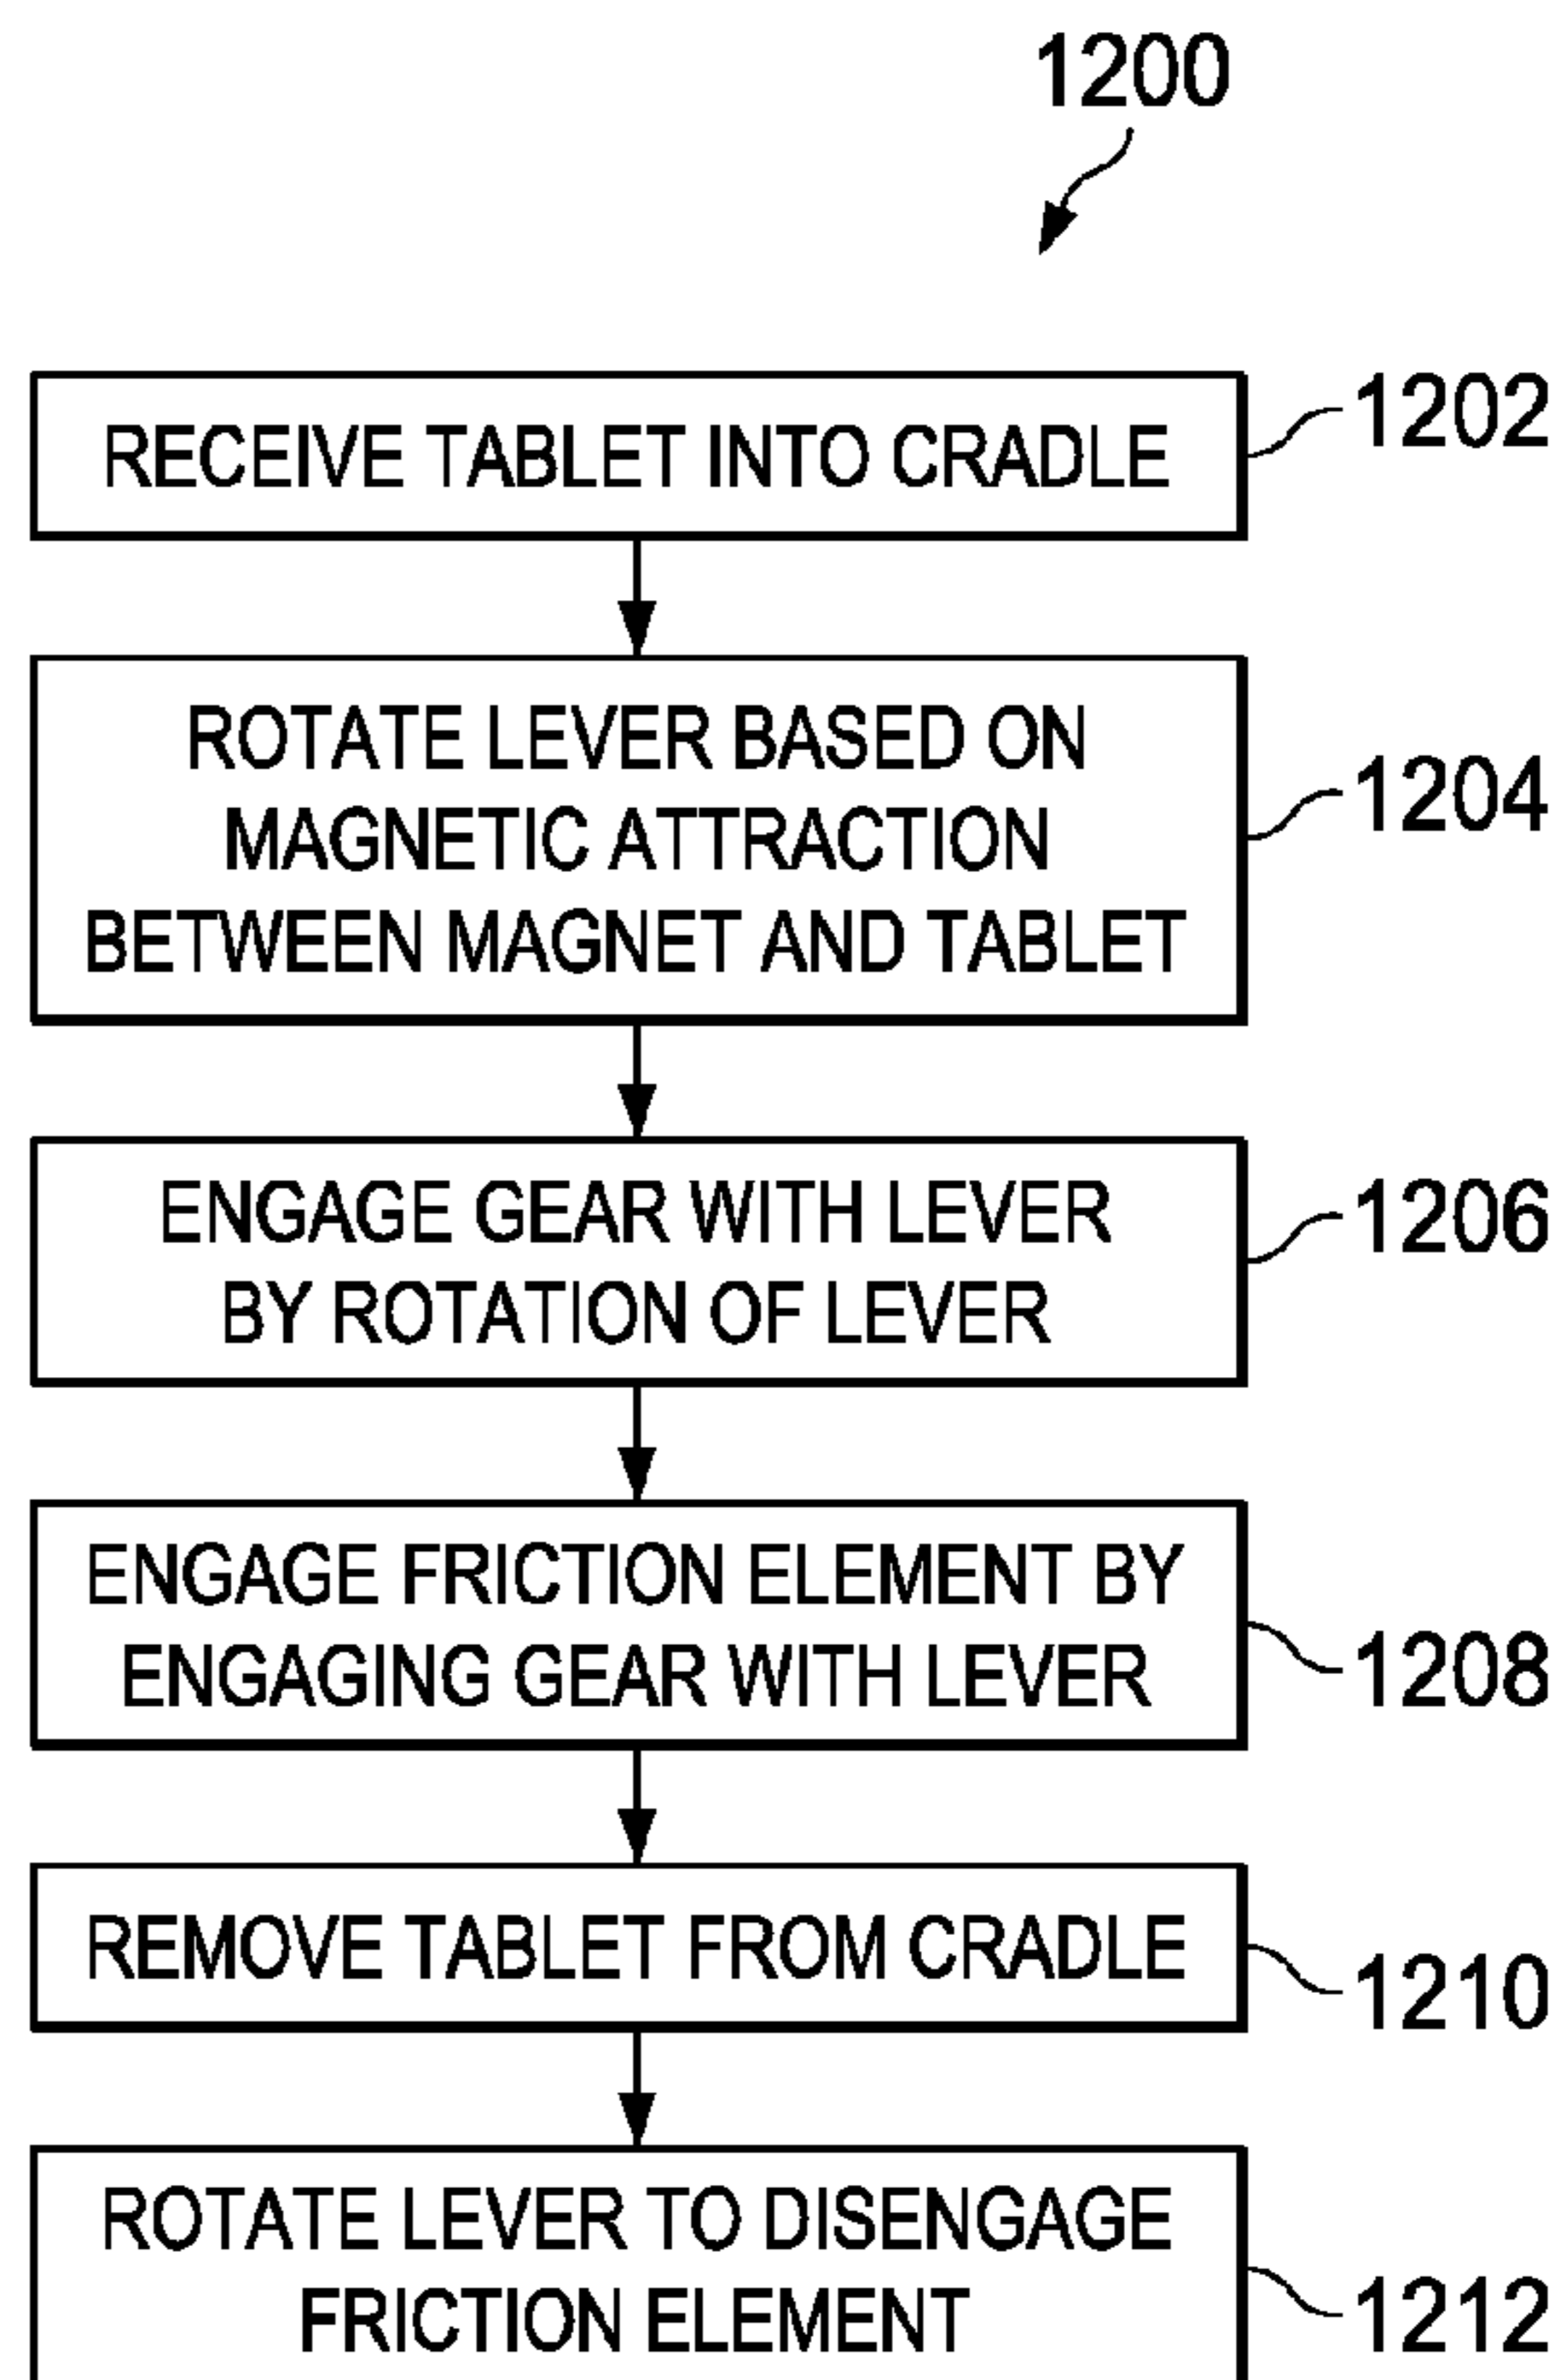 1200
RECEIVE TABLET INTO CRADLE
1202
ROTATE LEVER BASED ON
MAGNETIC ATTRACTION
BETWEEN MAGNET AND TABLET
1204
ENGAGE GEAR WITH LEVER
BY ROTATION OF LEVER
1206
ENGAGE FRICTION ELEMENT BY
ENGAGING GEAR WITH LEVER
1208
REMOVE TABLET FROM CRADLE
1210
ROTATE LEVER TO DISENGAGE
FRICTION ELEMENT
1212